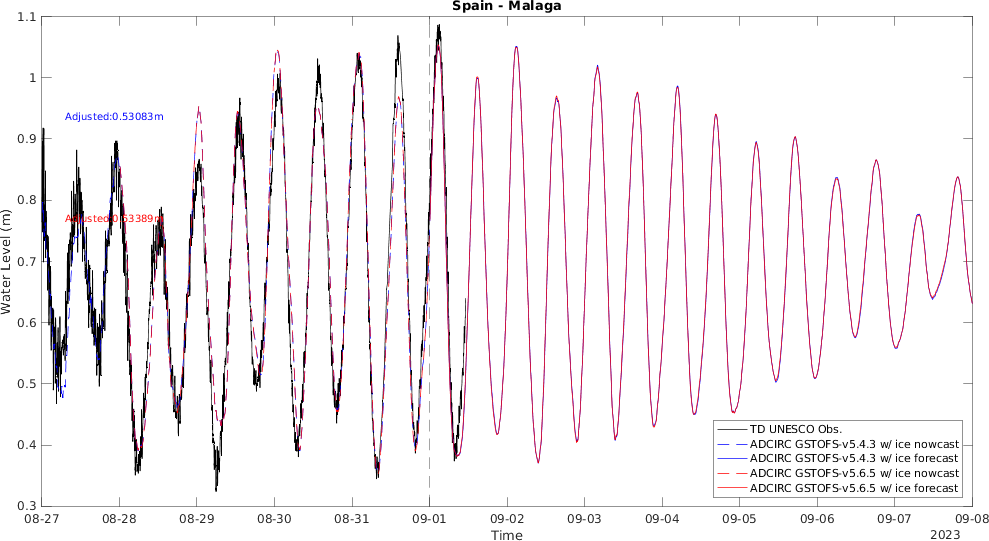 Spain - Malaga
1.1
1
0.9
0.8
0.7
0.6
0.5
0.4
0.3
Water Level (m)
Adjusted:0.53083m
Adjusted:0.53389m
TD UNESCO Obs.
ADCIRC GSTOFS-v5.4.3 w/ ice nowcast
ADCIRC GSTOFS-v5.4.3 w/ ice forecast
ADCIRC GSTOFS-v5.6.5 w/ ice nowcast
ADCIRC GSTOFS-v5.6.5 w/ ice forecast
08-27 08-28 08-29 08-30 08-31 09-01 09-02 09-03 09-04 09-05 09-06 09-07 09-08
Time
2023